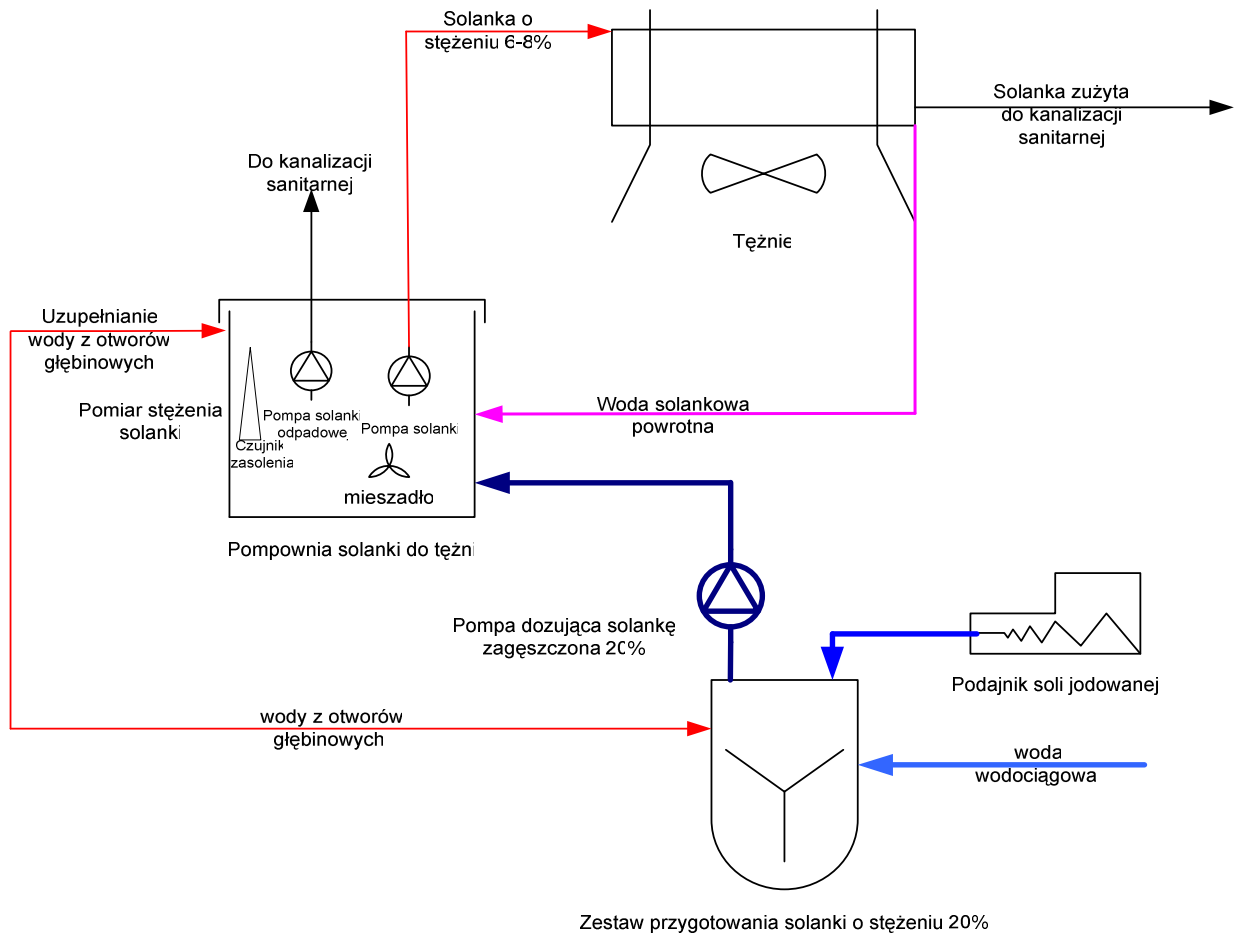 Solanka o
stężeniu 6-8%
Solanka zużyta
do kanalizacji
sanitarnej
Do kanalizacji
sanitarnej
Tężnie
Uzupełnianie
wody z otworów
głębinowych
Pomiar stężenia
solanki
Pompa solanki
odpadowej
Pompa solanki
Czujnik
zasolenia
mieszadło
Woda solankowa
powrotna
Pompownia solanki do tężni
Pompa dozująca solankę
zagęszczona 20%
Podajnik soli jodowanej
wody z otworów
głębinowych
woda
wodociągowa
Zestaw przygotowania solanki o stężeniu 20%